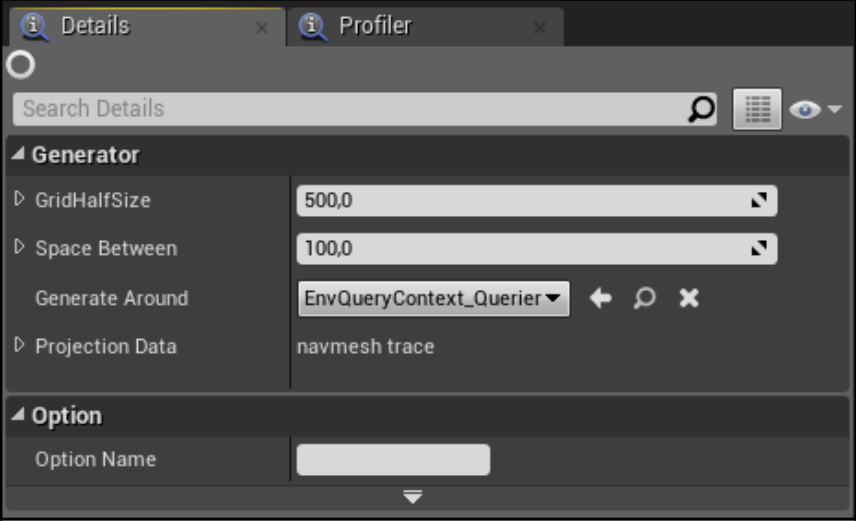 Details
Profiler
Search Details
Generator
GridHalfSize
500,0
Space Between
100,0
Generate Around
EnvQueryContext_Querier
Projection Data
navmesh trace
Option
Option Name